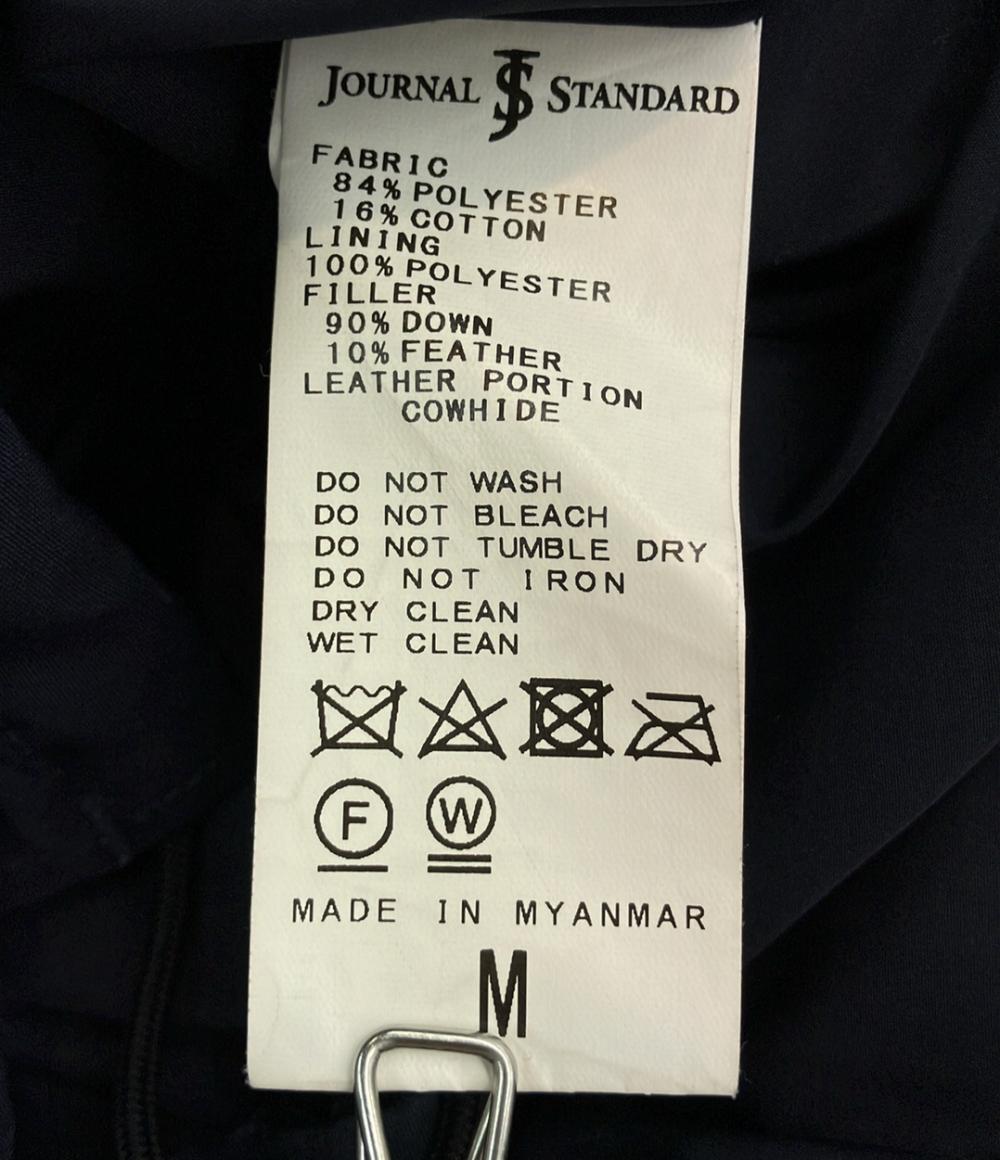 JOURNAL JS STANDARD
FABRIC
84% POLYESTER
16% COTTON
LINING
100% POLYESTER
FILLER
90% DOWN
10% FEATHER
LEATHER PORTION
COWHIDE
DO NOT WASH
DO NOT BLEACH
DO NOT TUMBLE DRY
DO NOT IRON
DRY CLEAN
WET CLEAN
F W
MADE IN MYANMAR
M